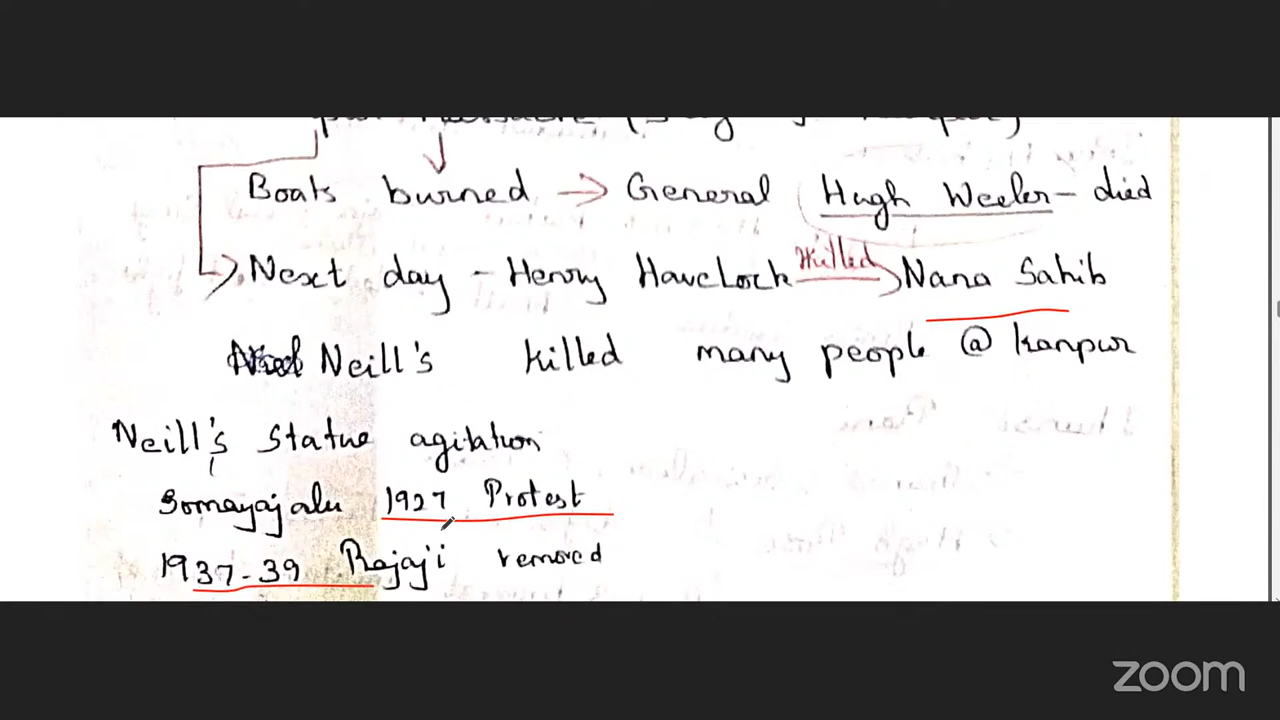 Boats burned → General Hugh Weeler - died
→ Next day - Henry Havelock killed → Nana Sahib
Neill's killed many people @ kanpur
Neill's Statue agitation
Somayajalu 1927 Protest
1937-39 Rajaji removed
zoom